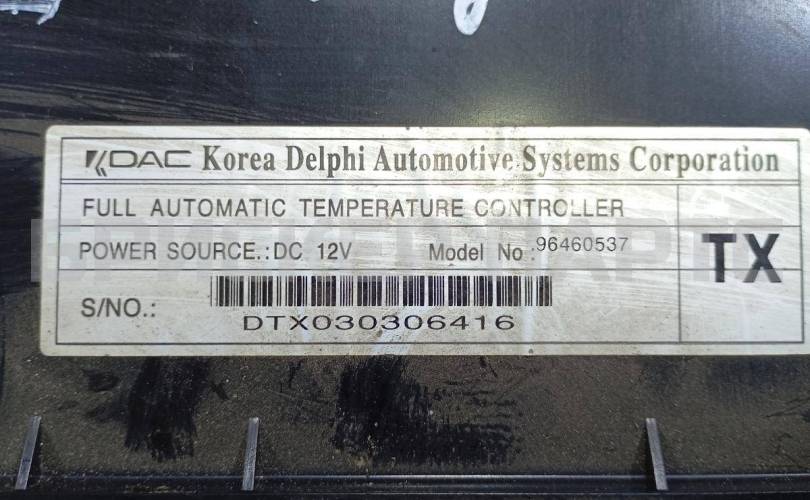 KDAC Korea Delphi Automotive Systems Corporation
FULL AUTOMATIC TEMPERATURE CONTROLLER
POWER SOURCE.: DC 12V Model No. 96460537
TX
S/NO.:
DTX030306416